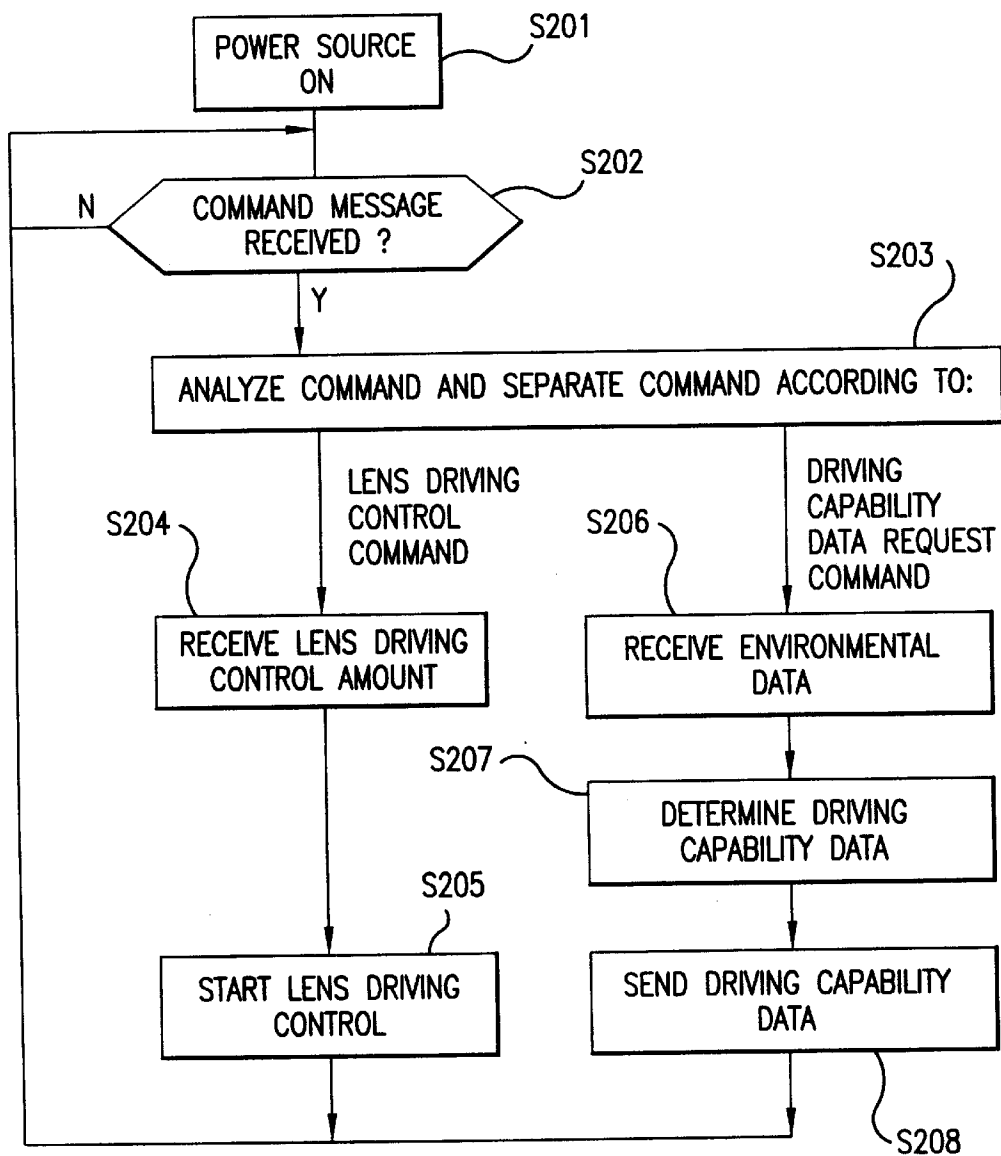 S201
POWER SOURCE
ON
S202
N
COMMAND MESSAGE
RECEIVED ?
Y
S203
ANALYZE COMMAND AND SEPARATE COMMAND ACCORDING TO:
LENS DRIVING
CONTROL
COMMAND
DRIVING
CAPABILITY
DATA REQUEST
COMMAND
S204
S206
RECEIVE LENS DRIVING
CONTROL AMOUNT
RECEIVE ENVIRONMENTAL
DATA
S207
DETERMINE DRIVING
CAPABILITY DATA
S205
START LENS DRIVING
CONTROL
SEND DRIVING CAPABILITY
DATA
S208